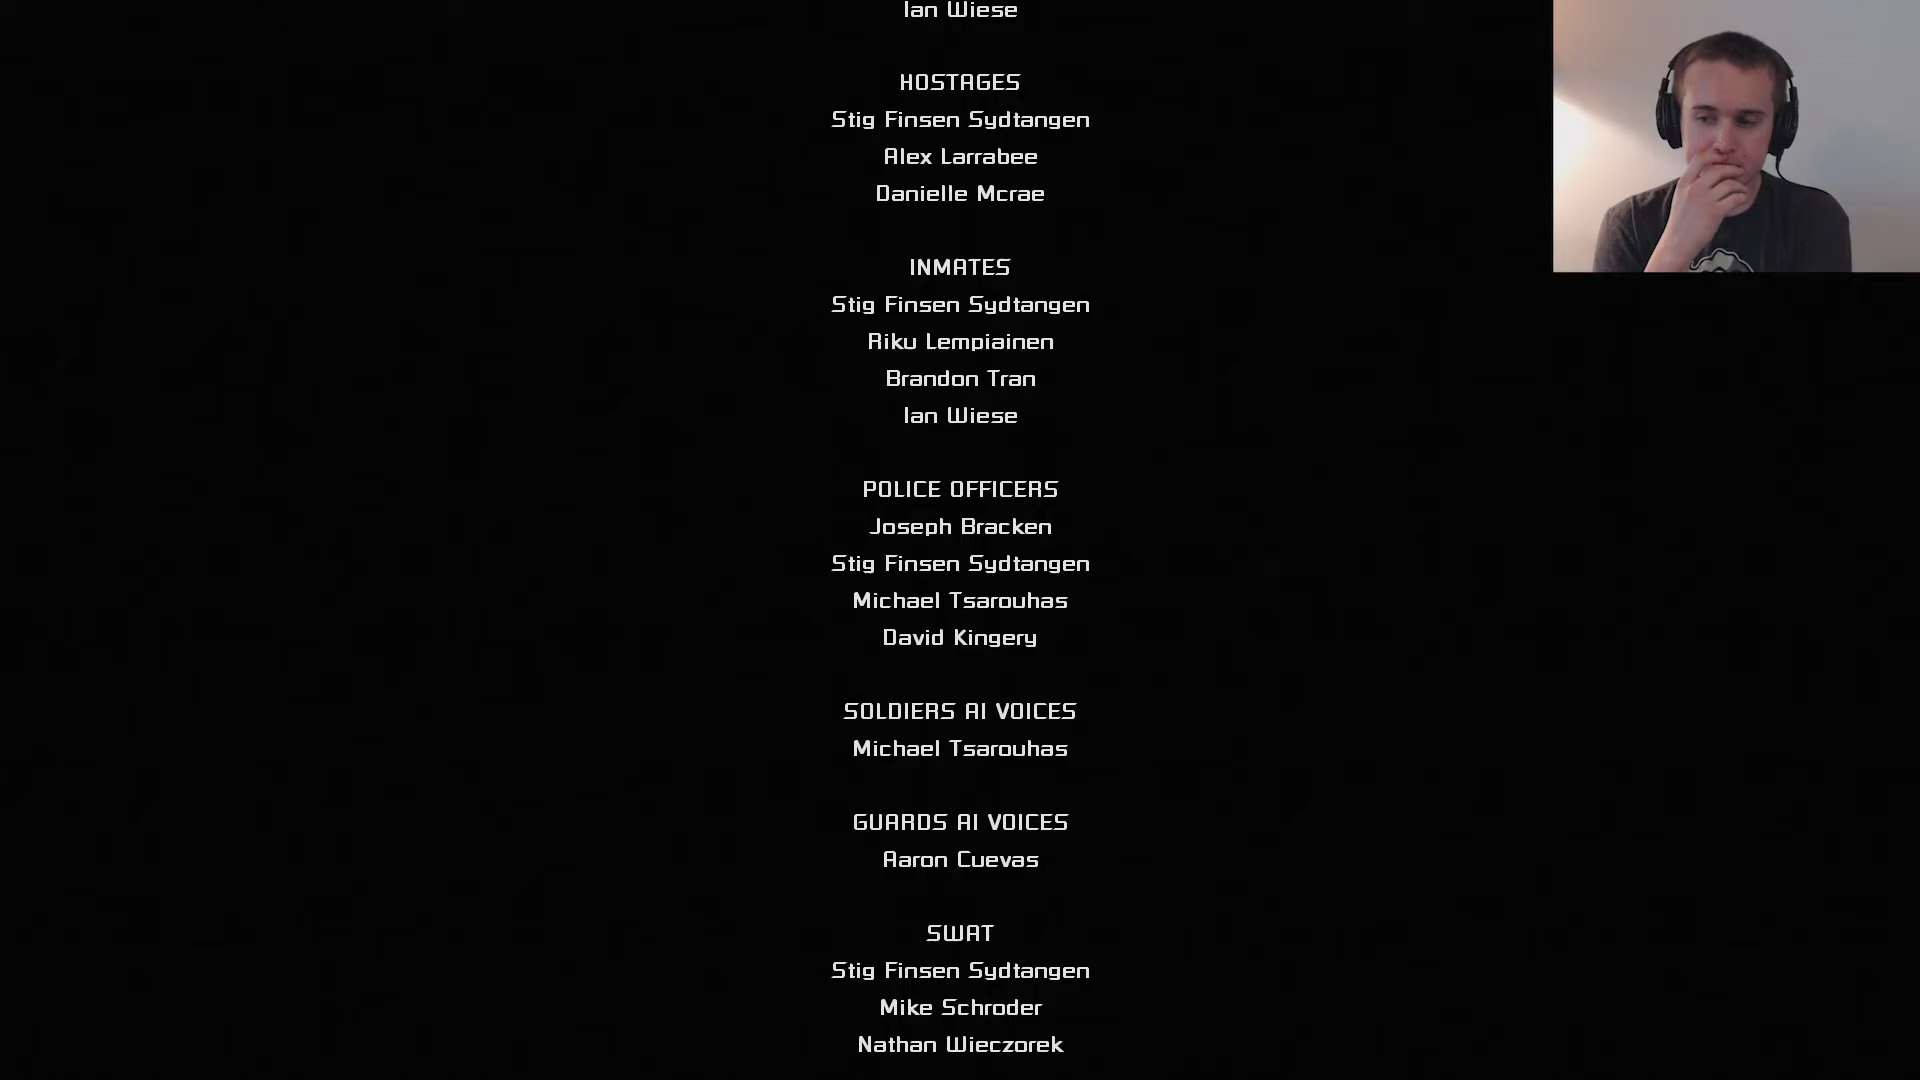 Ian Wiese
HOSTAGES
Stig Finsen Sydtangen
Alex Larrabee
Danielle Mcrae
INMATES
Stig Finsen Sydtangen
Riku Lempiainen
Brandon Tran
Ian Wiese
POLICE OFFICERS
Joseph Bracken
Stig Finsen Sydtangen
Michael Tsarouhas
David Kingery
SOLDIERS AI VOICES
Michael Tsarouhas
GUARDS AI VOICES
Aaron Cuevas
SWAT
Stig Finsen Sydtangen
Mike Schroder
Nathan Wieczorek